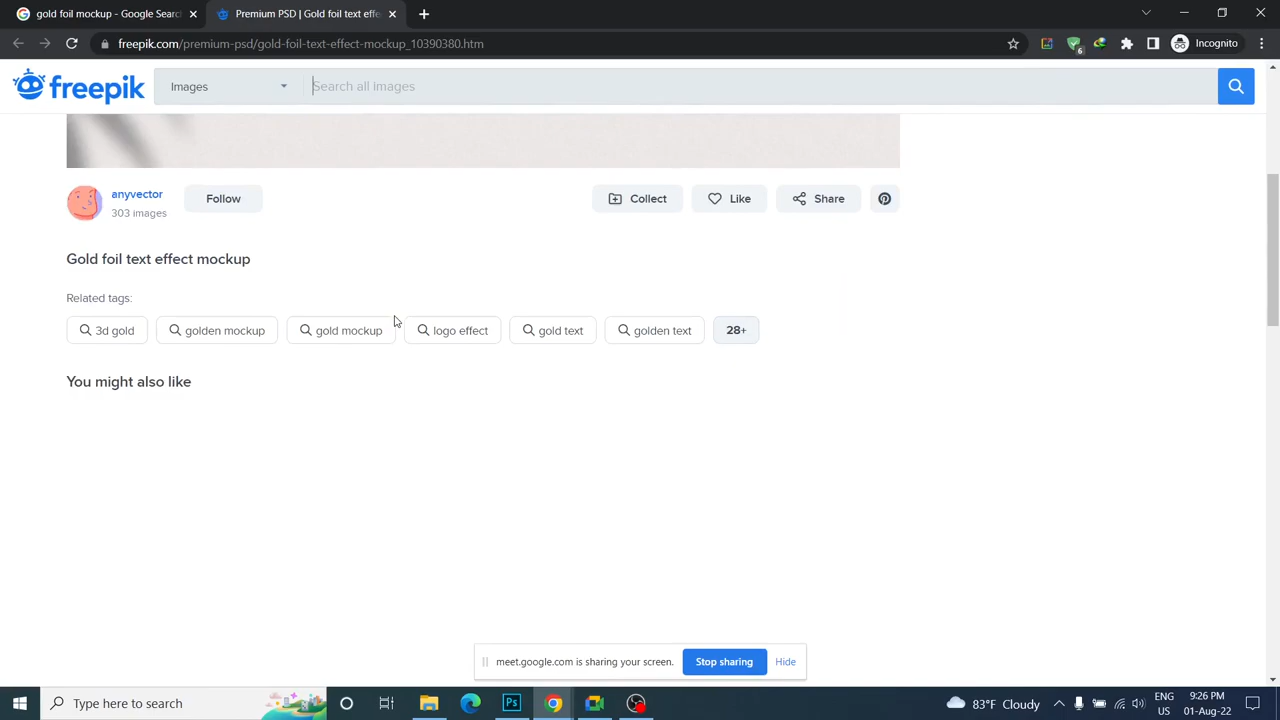 gold foil mockup - Google Searc
Premium PSD | Gold foil text effe
freepik.com/premium-psd/gold-foil-text-effect-mockup_10390380.htm
6
Incognito
freepik
Images
Search all images
anyvector
303 images
Follow
Collect
Like
Share
Gold foil text effect mockup
Related tags:
3d gold
golden mockup
gold mockup
logo effect
gold text
golden text
28+
You might also like
meet.google.com is sharing your screen.
Stop sharing
Hide
Type here to search
Ps
83°F Cloudy
ENG
US
9:26 PM
01-Aug-22